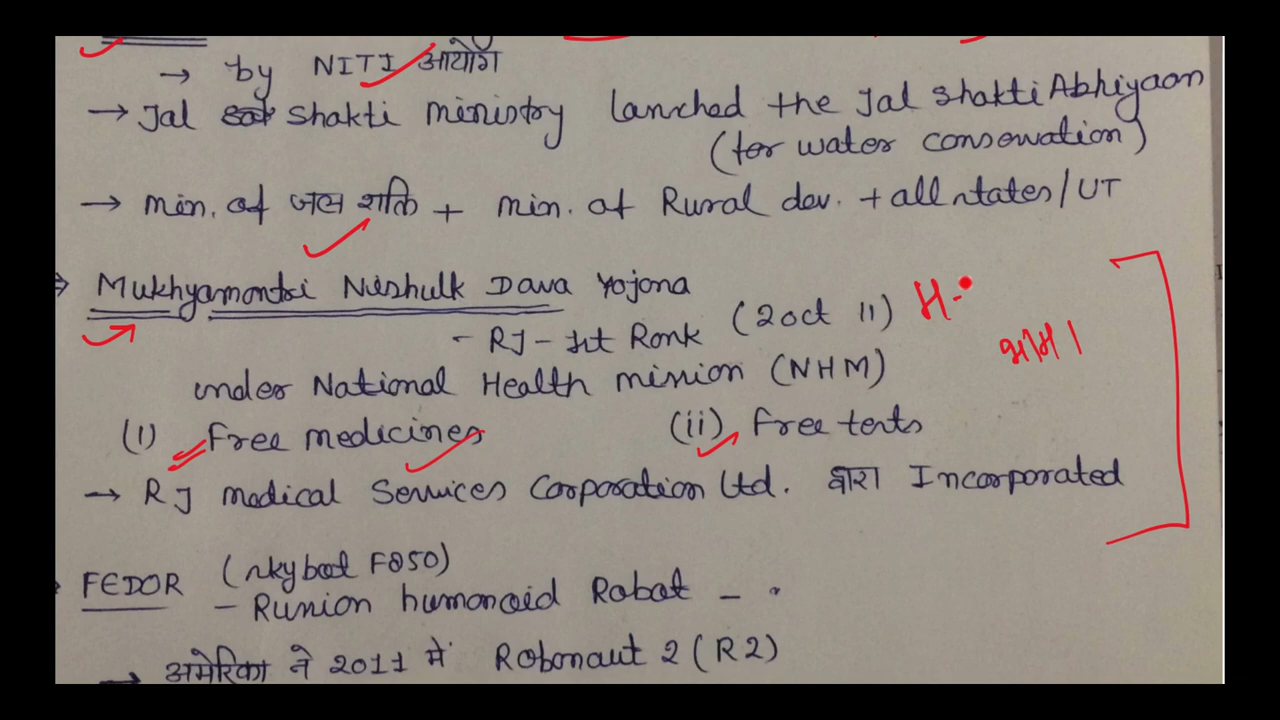 → by NITI आयोग
→ Jal Shakti ministry lanched the Jal Shakti Abhiyaan
(for water conservation)
→ Min. of जल शक्ति + Min. of Rural dev. + all states/UT
⇒ Mukhyamantri Nishulk Dava Yojana
- RJ - 1st Rank (2 oct 11)
under National Health mission (NHM)
(i) Free medicines (ii) Free tests
→ RJ medical Services Corporation Ltd. द्वारा Incorporated
FEDOR (skybot F850)
- Russian humanoid Robot -
→ अमेरिका ने 2011 में Robonaut 2 (R2)